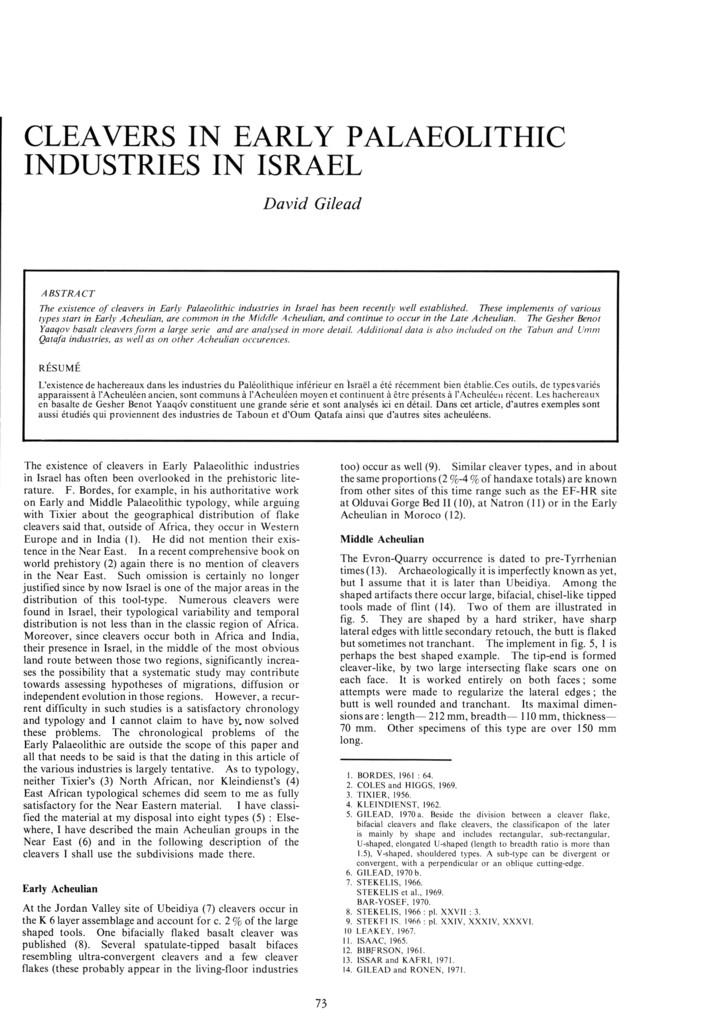 CLEAVERS IN EARLY PALAEOLITHIC
INDUSTRIES IN ISRAEL
David Gilead
ABSTRACT
The existence of cleavers in Early Palaeolithic industries in Israel has been recently well established. These implements of various
types start in Early Acheulian, are common in the Middle Acheulian, and continue to occur in the Late Acheulian. The Gesher Benot
Yaaqov basalt cleavers form a large serie and are analysed in more detail. Additional data is also included on the Tabun and Umm
Qatafa industries, as well as on other Acheulian occurences.
RÉSUMÉ
L'existence de hachereaux dans les industries du Paléolithique inférieur en Israël a été récemment bien établie.Ces outils, de types variés
apparaissent à l'Acheuléen ancien, sont communs à l'Acheuléen moyen et continuent à être présents à l'Acheuléen récent. Les hachereaux
en basalte de Gesher Benot Yaaqóv constituent une grande série et sont analysés ici en détail. Dans cet article, d'autres exemples sont
aussi étudiés qui proviennent des industries de Taboun et d'Oum Qatafa ainsi que d'autres sites acheuléens.
The existence of cleavers in Early Palaeolithic industries
in Israel has often been overlooked in the prehistoric lite-
rature. F. Bordes, for example, in his authoritative work
on Early and Middle Palaeolithic typology, while arguing
with Tixier about the geographical distribution of flake
cleavers said that, outside of Africa, they occur in Western
Europe and in India (1). He did not mention their exis-
tence in the Near East. In a recent comprehensive book on
world prehistory (2) again there is no mention of cleavers
in the Near East. Such omission is certainly no longer
justified since by now Israel is one of the major areas in the
distribution of this tool-type. Numerous cleavers were
found in Israel, their typological variability and temporal
distribution is not less than in the classic region of Africa.
Moreover, since cleavers occur both in Africa and India,
their presence in Israel, in the middle of the most obvious
land route between those two regions, significantly increa-
ses the possibility that a systematic study may contribute
towards assessing hypotheses of migrations, diffusion or
independent evolution in those regions. However, a recur-
rent difficulty in such studies is a satisfactory chronology
and typology and I cannot claim to have by. now solved
these problems. The chronological problems of the
Early Palaeolithic are outside the scope of this paper and
all that needs to be said is that the dating in this article of
the various industries is largely tentative. As to typology,
neither Tixier's (3) North African, nor Kleindienst's (4)
East African typological schemes did seem to me as fully
satisfactory for the Near Eastern material. I have classi-
fied the material at my disposal into eight types (5) : Else-
where, I have described the main Acheulian groups in the
Near East (6) and in the following description of the
cleavers I shall use the subdivisions made there.
Early Acheulian
At the Jordan Valley site of Ubeidiya (7) cleavers occur in
the K 6 layer assemblage and account for c. 2 % of the large
shaped tools. One bifacially flaked basalt cleaver was
published (8). Several spatulate-tipped basalt bifaces
resembling ultra-convergent cleavers and a few cleaver
flakes (these probably appear in the living-floor industries
too) occur as well (9). Similar cleaver types, and in about
the same proportions (2 %-4 % of handaxe totals) are known
from other sites of this time range such as the EF-HR site
at Olduvai Gorge Bed II (10), at Natron (11) or in the Early
Acheulian in Moroco (12).
Middle Acheulian
The Evron-Quarry occurrence is dated to pre-Tyrrhenian
times (13). Archaeologically it is imperfectly known as yet,
but I assume that it is later than Ubeidiya. Among the
shaped artifacts there occur large, bifacial, chisel-like tipped
tools made of flint (14). Two of them are illustrated in
fig. 5. They are shaped by a hard striker, have sharp
lateral edges with little secondary retouch, the butt is flaked
but sometimes not tranchant. The implement in fig. 5, 1 is
perhaps the best shaped example. The tip-end is formed
cleaver-like, by two large intersecting flake scars one on
each face. It is worked entirely on both faces ; some
attempts were made to regularize the lateral edges ; the
butt is well rounded and tranchant. Its maximal dimen-
sions are : length— 212 mm, breadth— 110 mm, thickness—
70 mm. Other specimens of this type are over 150 mm
long.
1. BORDES, 1961 : 64.
2. COLES and HIGGS, 1969.
3. TIXIER, 1956.
4. KLEINDIENST, 1962.
5. GILEAD, 1970 a. Beside the division between a cleaver flake,
bifacial cleavers and flake cleavers, the classificapon of the later
is mainly by shape and includes rectangular, sub-rectangular,
U-shaped, elongated U-shaped (length to breadth ratio is more than
1.5), V-shaped, shouldered types. A sub-type can be divergent or
convergent, with a perpendicular or an oblique cutting-edge.
6. GILEAD, 1970 b.
7. STEKELIS, 1966.
STEKELIS et al., 1969.
BAR-YOSEF, 1970.
8. STEKELIS, 1966 : pl. XXVII : 3.
9. STEKELIS, 1966 : pl. XXIV, XXXIV, XXXVI.
10 LEAKEY, 1967.
11. ISAAC, 1965.
12. BIBERSON, 1961.
13. ISSAR and KAFRI, 1971.
14. GILEAD and RONEN, 1971.
73